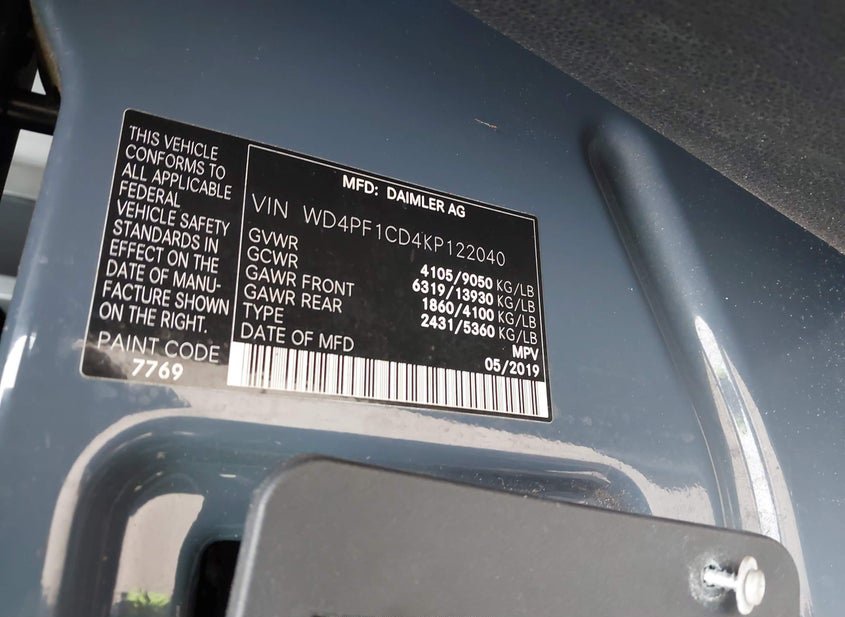 THIS VEHICLE
CONFORMS TO
ALL APPLICABLE
FEDERAL
VEHICLE SAFETY
STANDARDS IN
EFFECT ON THE
DATE OF MANU-
FACTURE SHOWN
ON THE RIGHT.
PAINT CODE
7769
MFD: DAIMLER AG
VIN WD4PF1CD4KP122040
GVWR 4105/9050 KG/LB
GCWR 6319/13930 KG/LB
GAWR FRONT 1860/4100 KG/LB
GAWR REAR 2431/5360 KG/LB
TYPE MPV
DATE OF MFD 05/2019